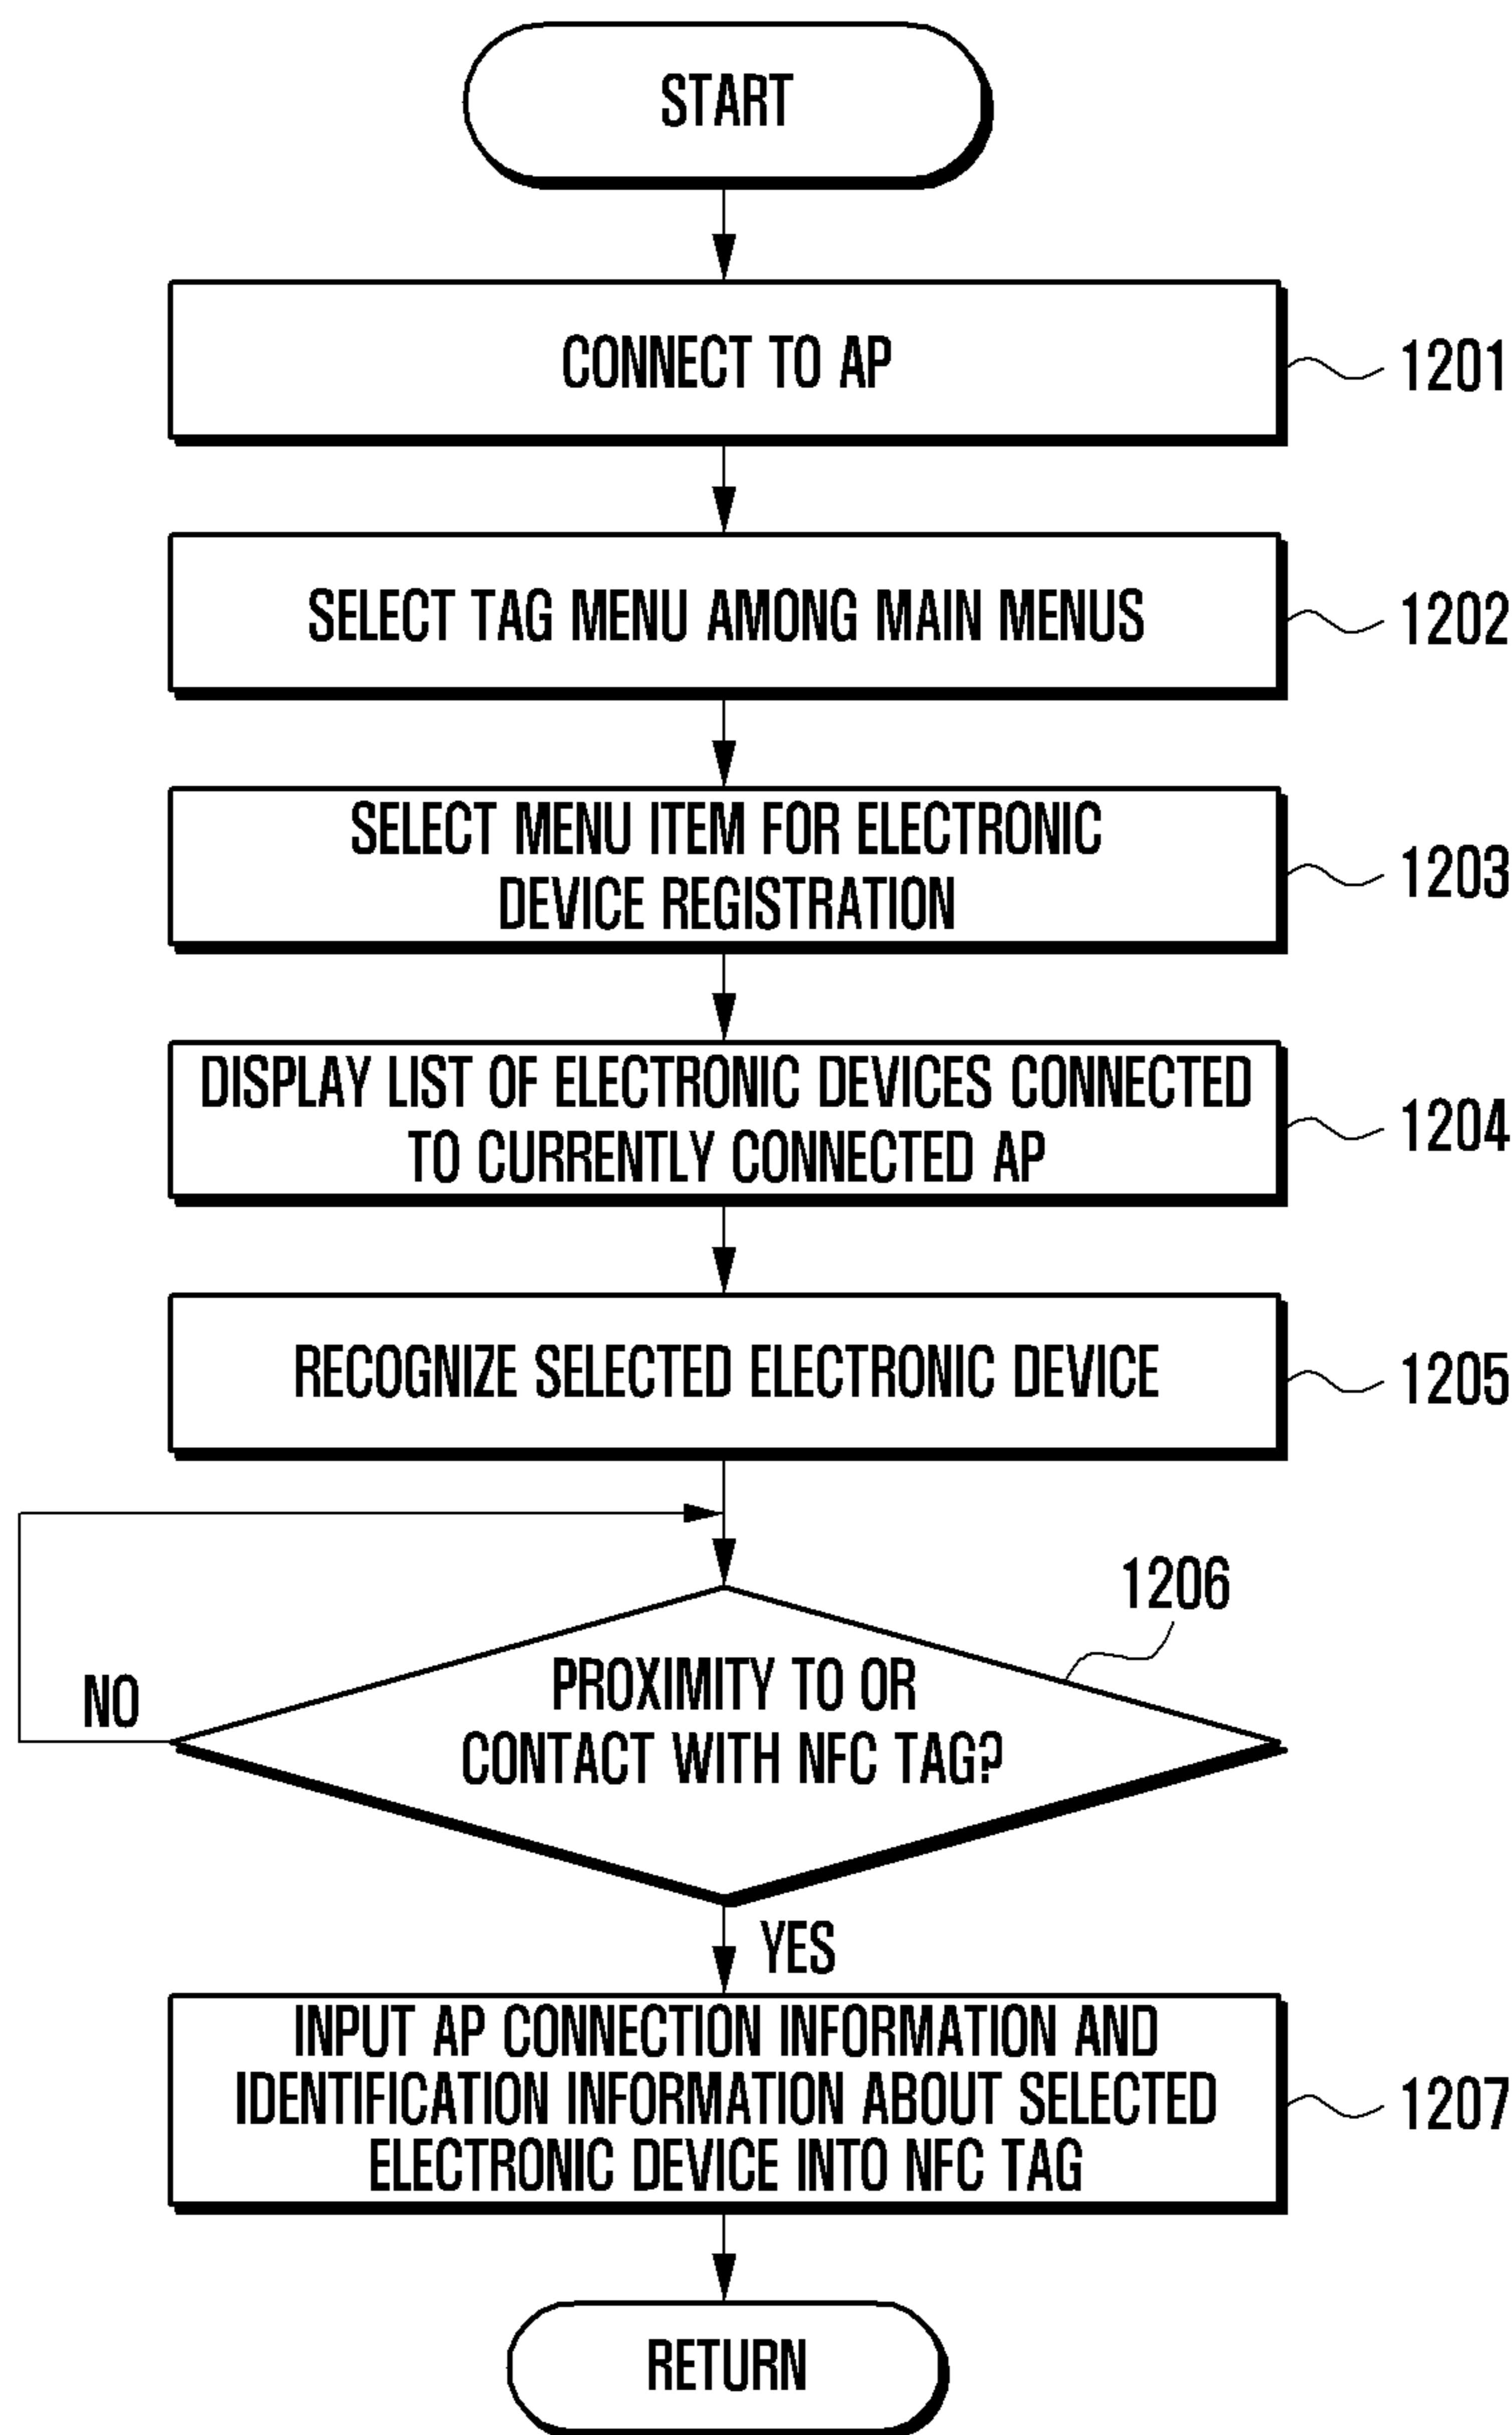 START
CONNECT TO AP
1201
SELECT TAG MENU AMONG MAIN MENUS
1202
SELECT MENU ITEM FOR ELECTRONIC
DEVICE REGISTRATION
1203
DISPLAY LIST OF ELECTRONIC DEVICES CONNECTED
TO CURRENTLY CONNECTED AP
1204
RECOGNIZE SELECTED ELECTRONIC DEVICE
1205
1206
NO
PROXIMITY TO OR
CONTACT WITH NFC TAG?
YES
INPUT AP CONNECTION INFORMATION AND
IDENTIFICATION INFORMATION ABOUT SELECTED
ELECTRONIC DEVICE INTO NFC TAG
1207
RETURN